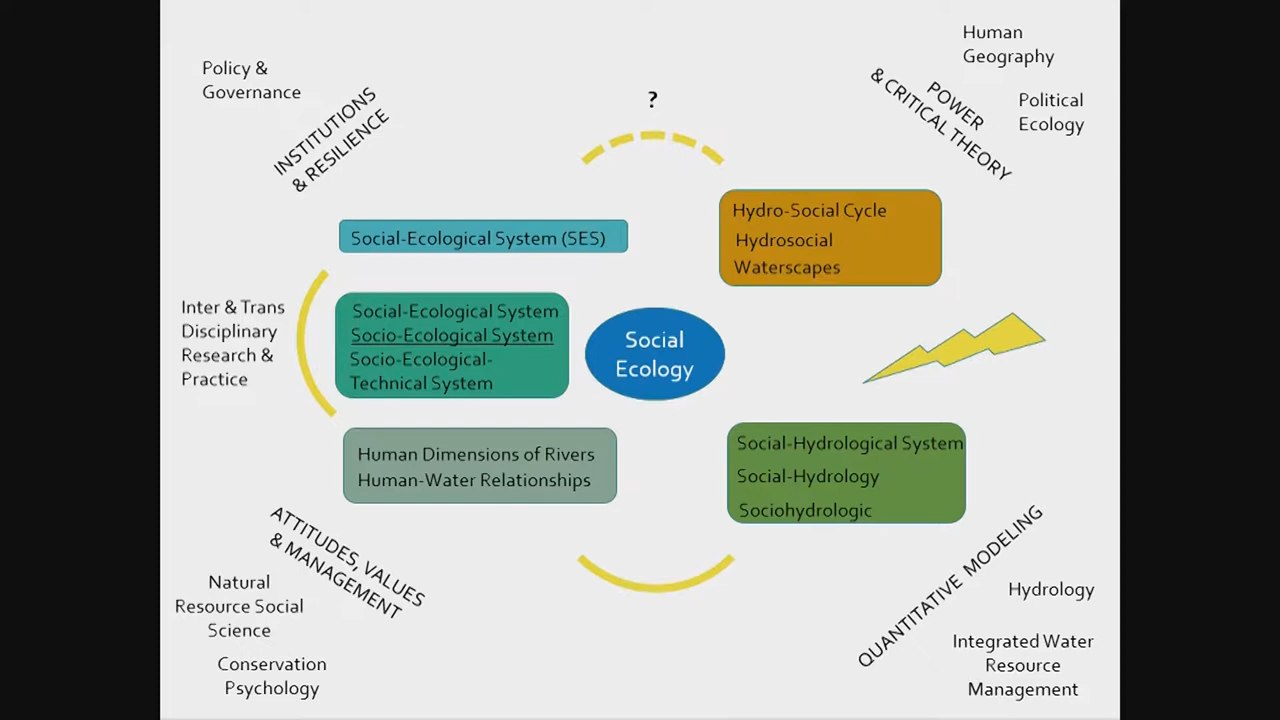 Policy &
Governance
INSTITUTIONS
& RESILIENCE
?
Human
Geography
POWER
& CRITICAL THEORY
Political
Ecology
Social-Ecological System (SES)
Hydro-Social Cycle
Hydrosocial
Waterscapes
Inter & Trans
Disciplinary
Research &
Practice
Social-Ecological System
Socio-Ecological System
Socio-Ecological-
Technical System
Social
Ecology
Human Dimensions of Rivers
Human-Water Relationships
Social-Hydrological System
Social-Hydrology
Sociohydrologic
ATTITUDES, VALUES
& MANAGEMENT
Natural
Resource Social
Science
Conservation
Psychology
QUANTITATIVE MODELING
Hydrology
Integrated Water
Resource
Management